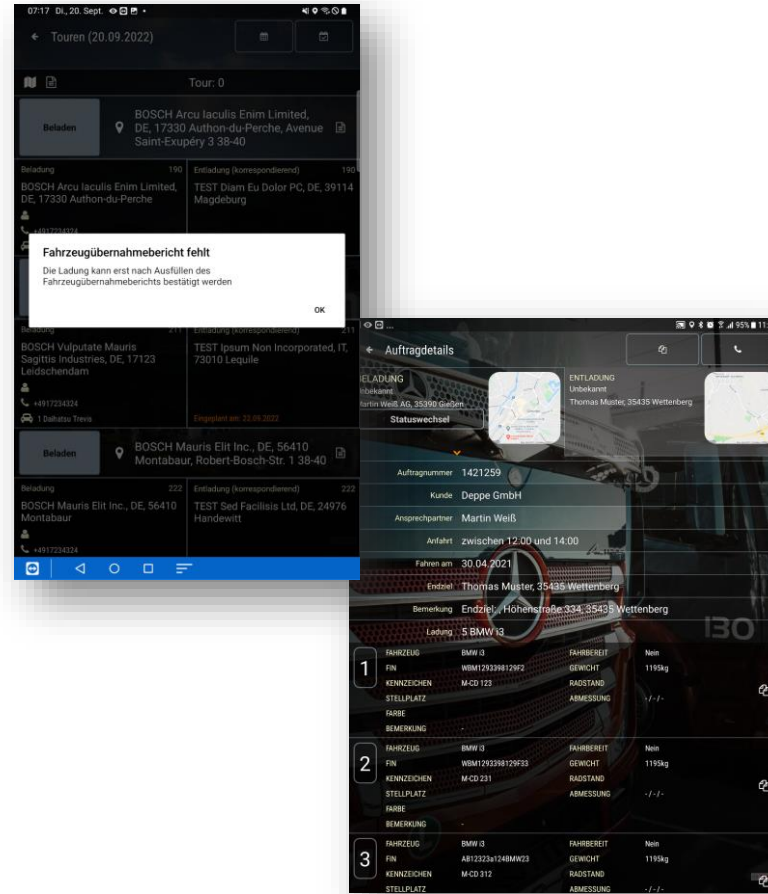 07:17 Di., 20. Sept.
Touren (20.09.2022)
Tour: 0
Beladen
BOSCH Arcu Iaculis Enim Limited,
DE, 17330 Authon-du-Perche, Avenue
Saint-Exupéry 3 38-40
Beladung 190 Entladung (korrespondierend) 190
BOSCH Arcu Iaculis Enim Limited,
DE, 17330 Authon-du-Perche
TEST Diam Eu Dolor PC, DE, 39114
Magdeburg
+4917234324
Fahrzeugübernahmebericht fehlt
Die Ladung kann erst nach Ausfüllen des
Fahrzeugübernahmeberichts bestätigt werden
OK
Beladung 211 Entladung (korrespondierend) 211
BOSCH Vulputate Mauris
Sagittis Industries, DE, 17123
Leidschendam
TEST Ipsum Non Incorporated, IT,
73010 Lequile
+4917234324
1 Daihatsu Trevis
Eingeplant am: 22.09.2022
Beladen
BOSCH Mauris Elit Inc., DE, 56410
Montabaur, Robert-Bosch-Str. 1 38-40
Beladung 222 Entladung (korrespondierend) 222
BOSCH Mauris Elit Inc., DE, 56410
Montabaur
TEST Sed Facilisis Ltd, DE, 24976
Handewitt
+4917234324
95% 11:
Auftragdetails
BELADUNG
Unbekannt
Martin Weiß AG, 35390 Gießen
Statuswechsel
ENTLADUNG
Unbekannt
Thomas Muster, 35435 Wettenberg
Auftragnummer 1421259
Kunde Deppe GmbH
Ansprechpartner Martin Weiß
Anfahrt zwischen 12:00 und 14:00
Fahren am 30.04.2021
Endziel Thomas Muster, 35435 Wettenberg
Bemerkung Endziel: , Höhenstraße 334, 35435 Wettenberg
Ladung 5 BMW i3
1
FAHRZEUG BMW i3 FAHRBEREIT Nein
FIN WBM1293398129F2 GEWICHT 1195kg
KENNZEICHEN M-CD 123 RADSTAND
STELLPLATZ ABMESSUNG -/-/-
FARBE
BEMERKUNG -
2
FAHRZEUG BMW i3 FAHRBEREIT Nein
FIN WBM1293398129F33 GEWICHT 1195kg
KENNZEICHEN M-CD 231 RADSTAND
STELLPLATZ ABMESSUNG -/-/-
FARBE
BEMERKUNG -
3
FAHRZEUG BMW i3 FAHRBEREIT Nein
FIN AB12323a124BMW23 GEWICHT 1195kg
KENNZEICHEN M-CD 312 RADSTAND
STELLPLATZ ABMESSUNG -/-/-